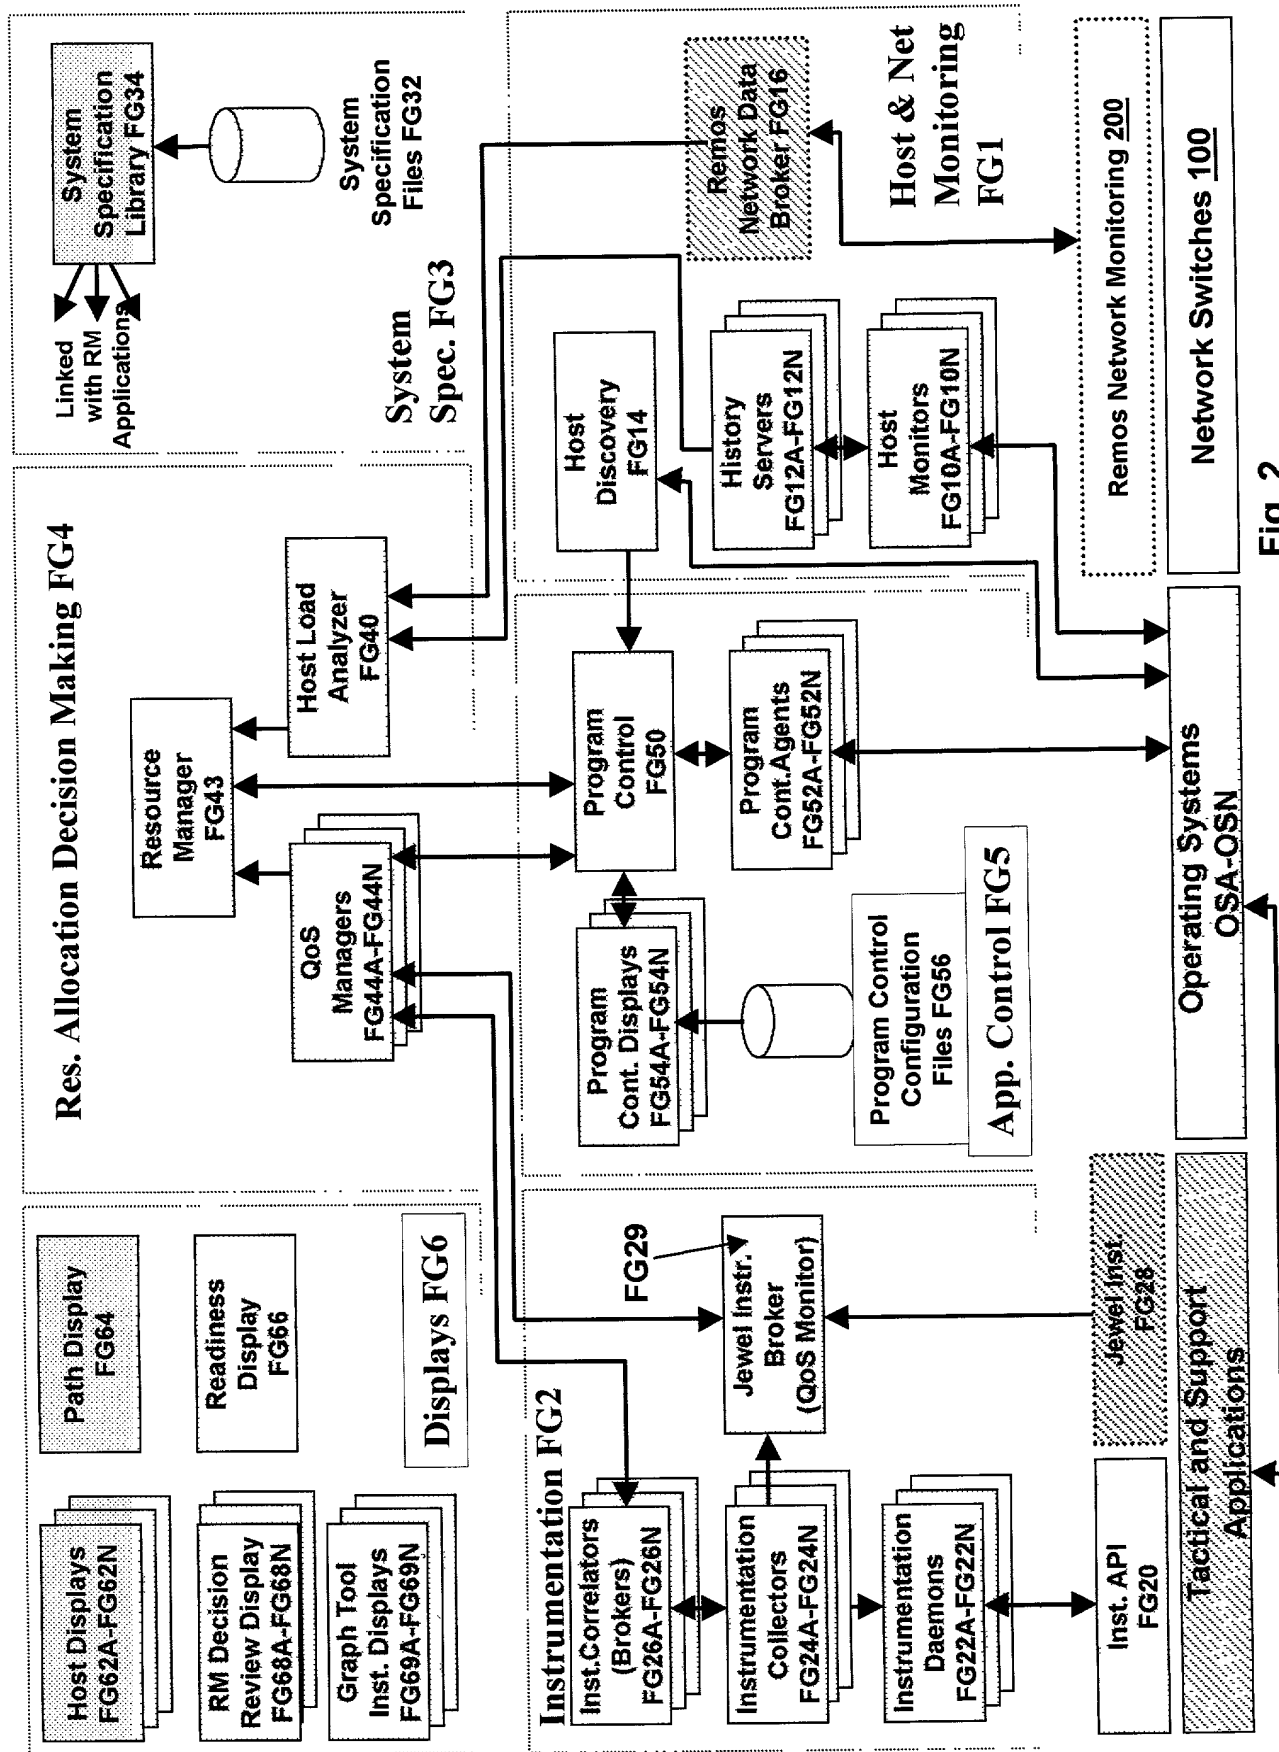 Host Displays
FG62A-FG62N
Path Display
FG64
RM Decision
Review Display
FG68A-FG68N
Readiness
Display
FG66
Graph Tool
Inst. Displays
FG69A-FG69N
Displays FG6
Res. Allocation Decision Making FG4
Resource
Manager
FG43
QoS
Managers
FG44A-FG44N
Host Load
Analyzer
FG40
Linked
with RM
Applications
System
Specification
Library FG34
System
Specification
Files FG32
System
Spec. FG3
Instrumentation FG2
Inst.Correlators
(Brokers)
FG26A-FG26N
FG29
Instrumentation
Collectors
FG24A-FG24N
Jewel Instr.
Broker
(QoS Monitor)
Instrumentation
Daemons
FG22A-FG22N
Inst. API
FG20
Jewel Inst.
FG28
Tactical and Support
Applications
Program
Cont. Displays
FG54A-FG54N
Program
Control
FG50
Program
Cont.Agents
FG52A-FG52N
Program Control
Configuration
Files FG56
App. Control FG5
Operating Systems
OSA-OSN
Host
Discovery
FG14
History
Servers
FG12A-FG12N
Host
Monitors
FG10A-FG10N
Remos
Network Data
Broker FG16
Host & Net
Monitoring
FG1
Remos Network Monitoring 200
Network Switches 100
Fig. 2